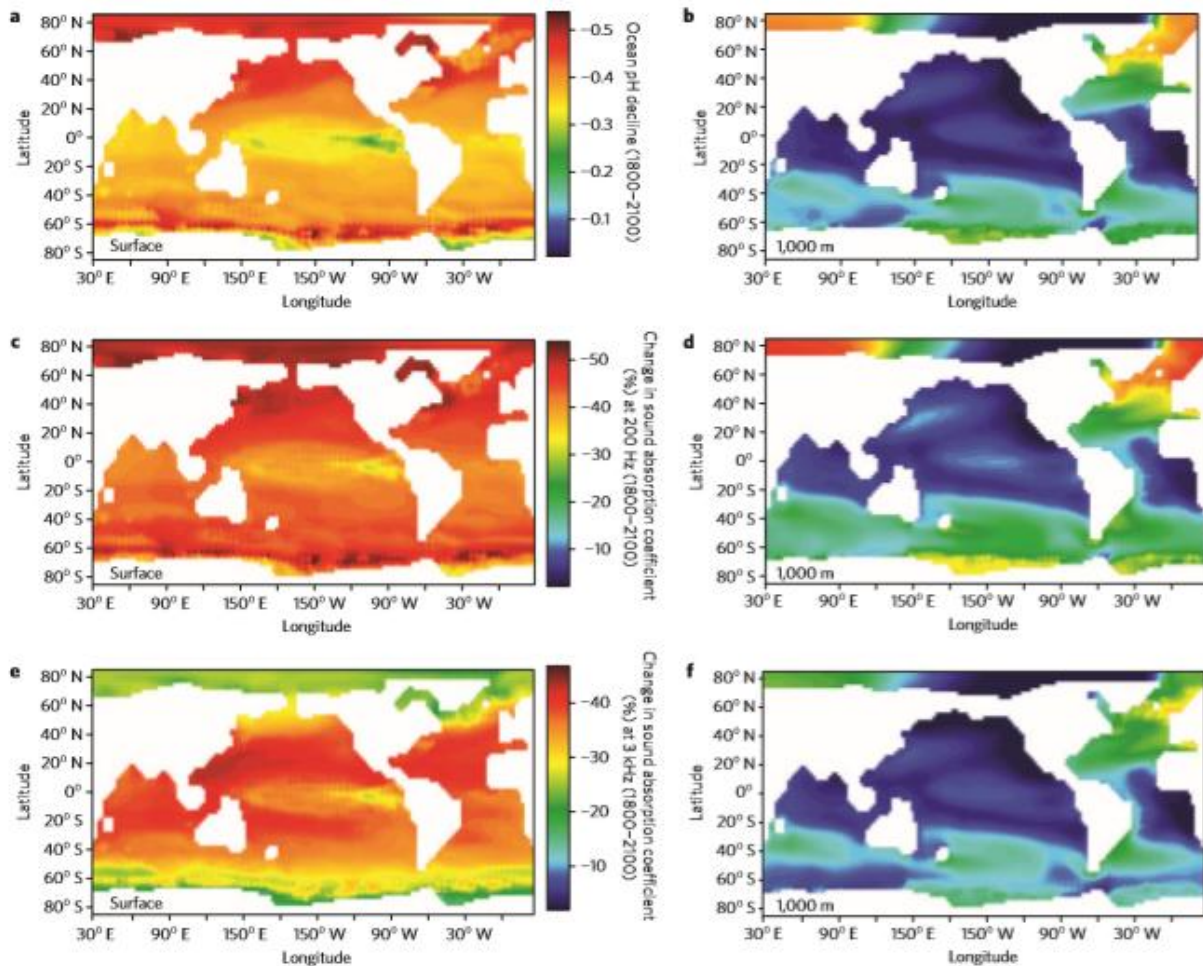 a
80° N
60° N
40° N
20° N
0°
20° S
40° S
60° S
80° S
Latitude
Surface
30° E 90° E 150° E 150° W 90° W 30° W
Longitude
−0.5
−0.4
−0.3
−0.2
−0.1
Ocean pH decline (1800–2100)
b
80° N
60° N
40° N
20° N
0°
20° S
40° S
60° S
80° S
Latitude
1,000 m
30° E 90° E 150° E 150° W 90° W 30° W
Longitude
c
80° N
60° N
40° N
20° N
0°
20° S
40° S
60° S
80° S
Latitude
Surface
30° E 90° E 150° E 150° W 90° W 30° W
Longitude
−50
−40
−30
−20
−10
Change in sound absorption coefficient
(%) at 200 Hz (1800–2100)
d
80° N
60° N
40° N
20° N
0°
20° S
40° S
60° S
80° S
Latitude
1,000 m
30° E 90° E 150° E 150° W 90° W 30° W
Longitude
e
80° N
60° N
40° N
20° N
0°
20° S
40° S
60° S
80° S
Latitude
Surface
30° E 90° E 150° E 150° W 90° W 30° W
Longitude
−40
−30
−20
−10
Change in sound absorption coefficient
(%) at 3 kHz (1800–2100)
f
80° N
60° N
40° N
20° N
0°
20° S
40° S
60° S
80° S
Latitude
1,000 m
30° E 90° E 150° E 150° W 90° W 30° W
Longitude